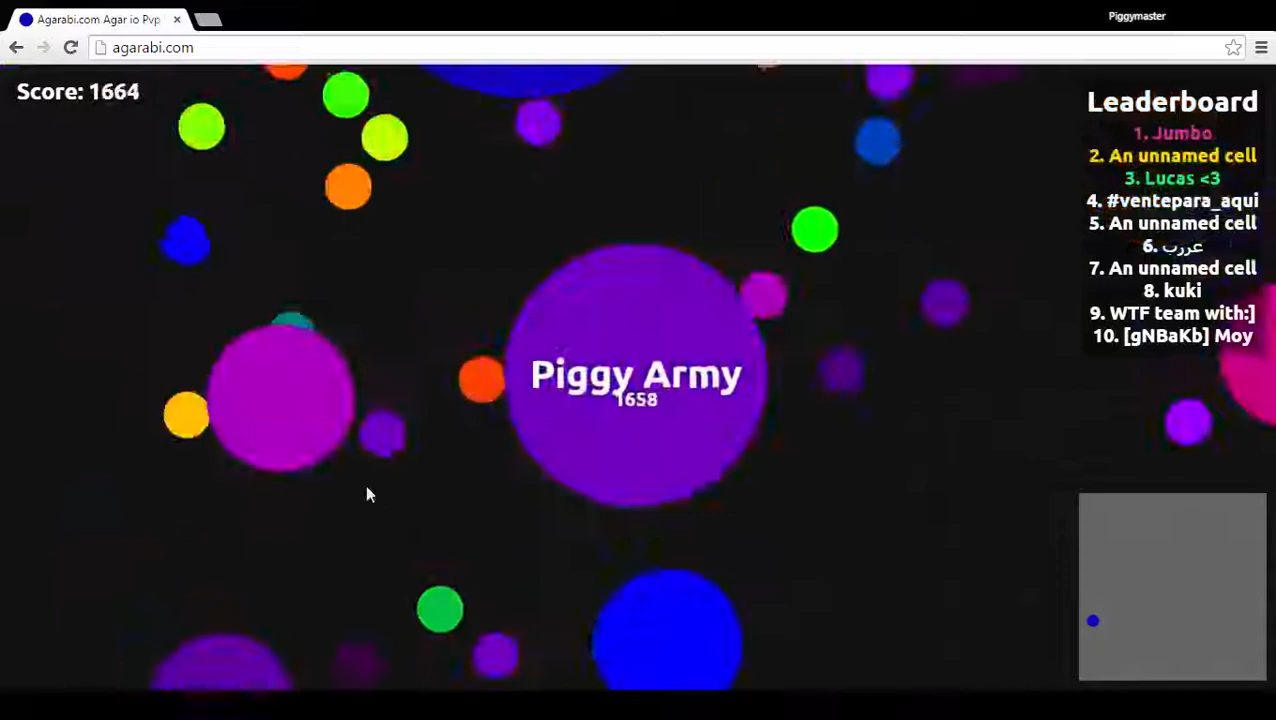 Agarabi.com Agar io Pvp
Piggymaster
agarabi.com
Score: 1664
Leaderboard
1. Jumbo
2. An unnamed cell
3. Lucas <3
4. #ventepara_aqui
5. An unnamed cell
6. عررب
7. An unnamed cell
8. kuki
9. WTF team with:]
10. [gNBaKb] Moy
Piggy Army
1658